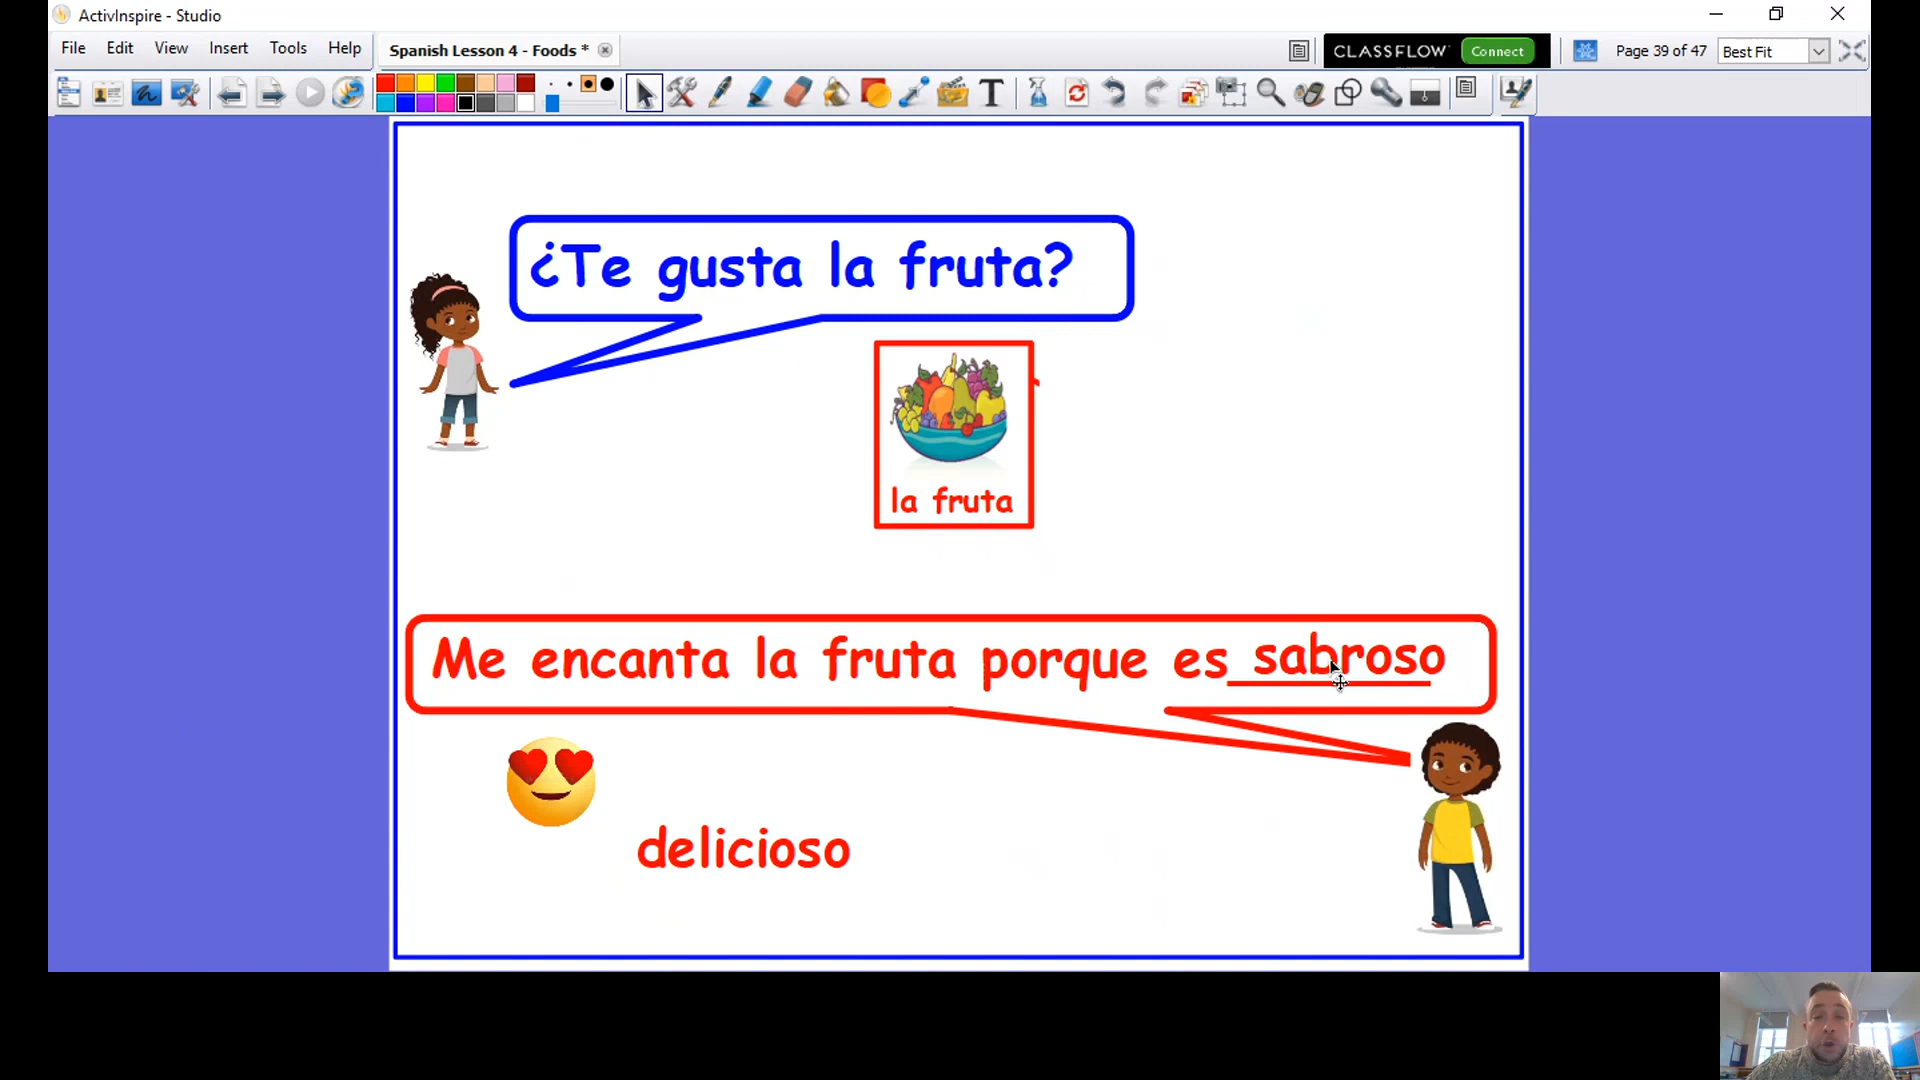 ActivInspire - Studio
File Edit View Insert Tools Help
Spanish Lesson 4 - Foods *
CLASSFLOW Connect
Page 39 of 47
Best Fit
¿Te gusta la fruta?
la fruta
Me encanta la fruta porque es sabroso
delicioso